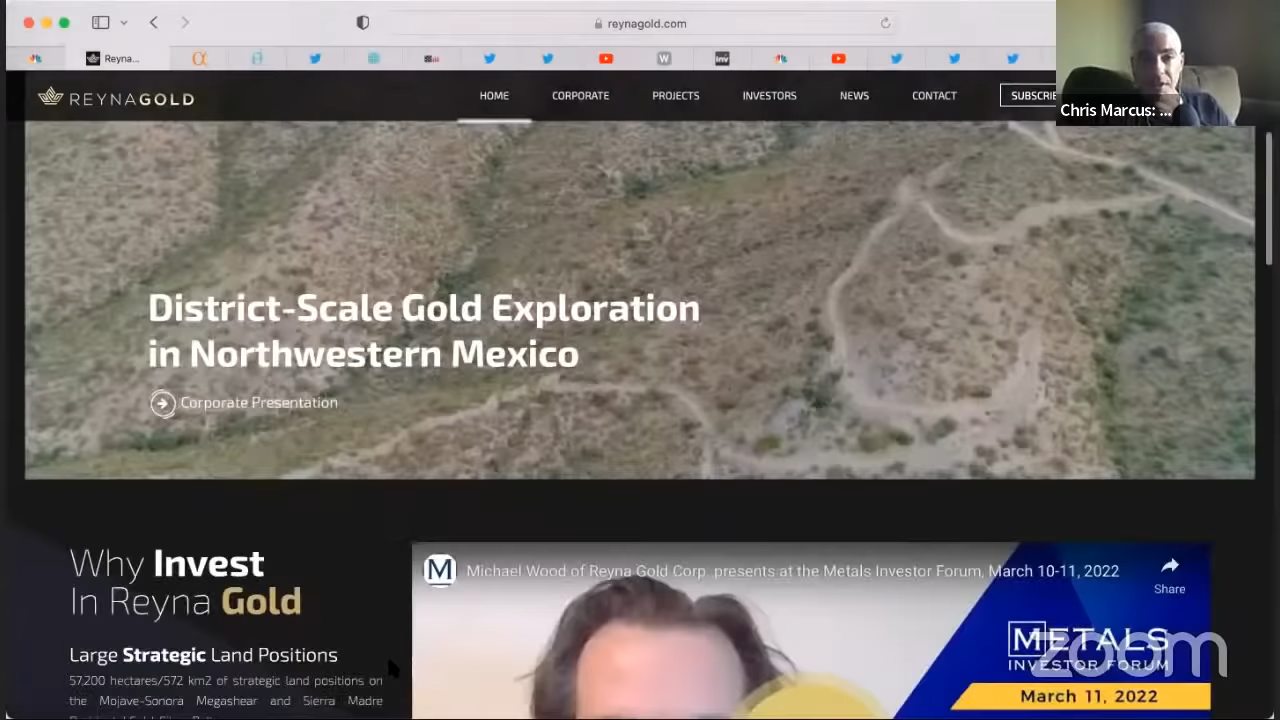 reynagold.com
Reyna...
W
inv
REYNAGOLD
HOME
CORPORATE
PROJECTS
INVESTORS
NEWS
CONTACT
SUBSCRIBE
Chris Marcus: ...
District-Scale Gold Exploration
in Northwestern Mexico
Corporate Presentation
Why Invest
In Reyna Gold
Large Strategic Land Positions
57,200 hectares/572 km2 of strategic land positions on
the Mojave-Sonora Megashear and Sierra Madre
M
Michael Wood of Reyna Gold Corp. presents at the Metals Investor Forum, March 10-11, 2022
Share
METALS
INVESTOR FORUM
zoom
March 11, 2022